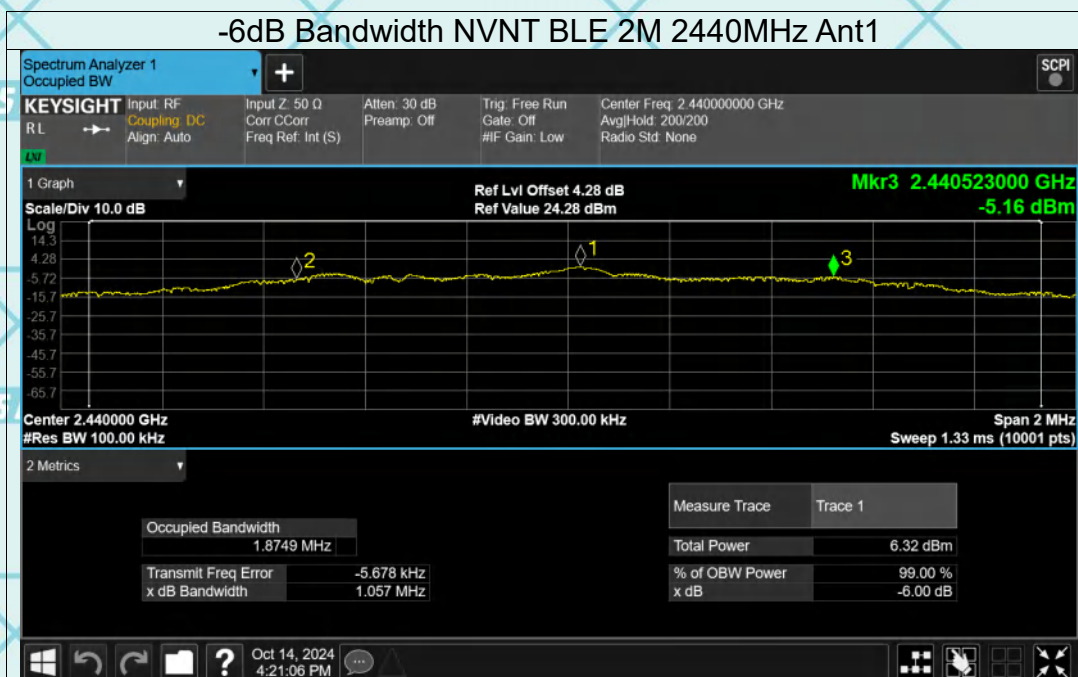 -6dB Bandwidth NVNT BLE 2M 2440MHz Ant1
Spectrum Analyzer 1
Occupied BW
+
SCPI
KEYSIGHT
RL
LXI
Input: RF
Coupling: DC
Align: Auto
Input Z: 50 Ω
Corr CCorr
Freq Ref: Int (S)
Atten: 30 dB
Preamp: Off
Trig: Free Run
Gate: Off
#IF Gain: Low
Center Freq: 2.440000000 GHz
Avg|Hold: 200/200
Radio Std: None
1 Graph
Scale/Div 10.0 dB
Ref Lvl Offset 4.28 dB
Ref Value 24.28 dBm
Mkr3 2.440523000 GHz
-5.16 dBm
Log
14.3
4.28
-5.72
-15.7
-25.7
-35.7
-45.7
-55.7
-65.7
2
1
3
Center 2.440000 GHz
#Res BW 100.00 kHz
#Video BW 300.00 kHz
Span 2 MHz
Sweep 1.33 ms (10001 pts)
2 Metrics
Occupied Bandwidth
1.8749 MHz
Transmit Freq Error -5.678 kHz
x dB Bandwidth 1.057 MHz
Measure Trace Trace 1
Total Power 6.32 dBm
% of OBW Power 99.00 %
x dB -6.00 dB
?
Oct 14, 2024
4:21:06 PM